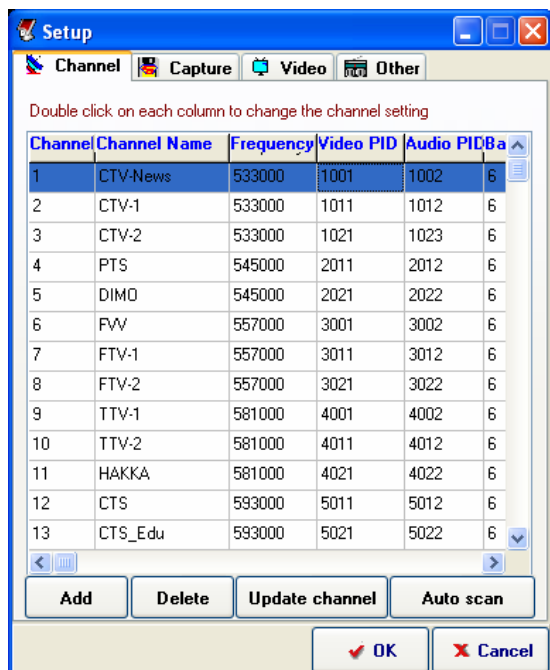 Setup
Channel Capture Video Other
Double click on each column to change the channel setting
Channel Channel Name Frequency Video PID Audio PID Ba
1 CTV-News 533000 1001 1002 6
2 CTV-1 533000 1011 1012 6
3 CTV-2 533000 1021 1023 6
4 PTS 545000 2011 2012 6
5 DIMO 545000 2021 2022 6
6 FVV 557000 3001 3002 6
7 FTV-1 557000 3011 3012 6
8 FTV-2 557000 3021 3022 6
9 TTV-1 581000 4001 4002 6
10 TTV-2 581000 4011 4012 6
11 HAKKA 581000 4021 4022 6
12 CTS 593000 5011 5012 6
13 CTS_Edu 593000 5021 5022 6
Add Delete Update channel Auto scan
OK Cancel